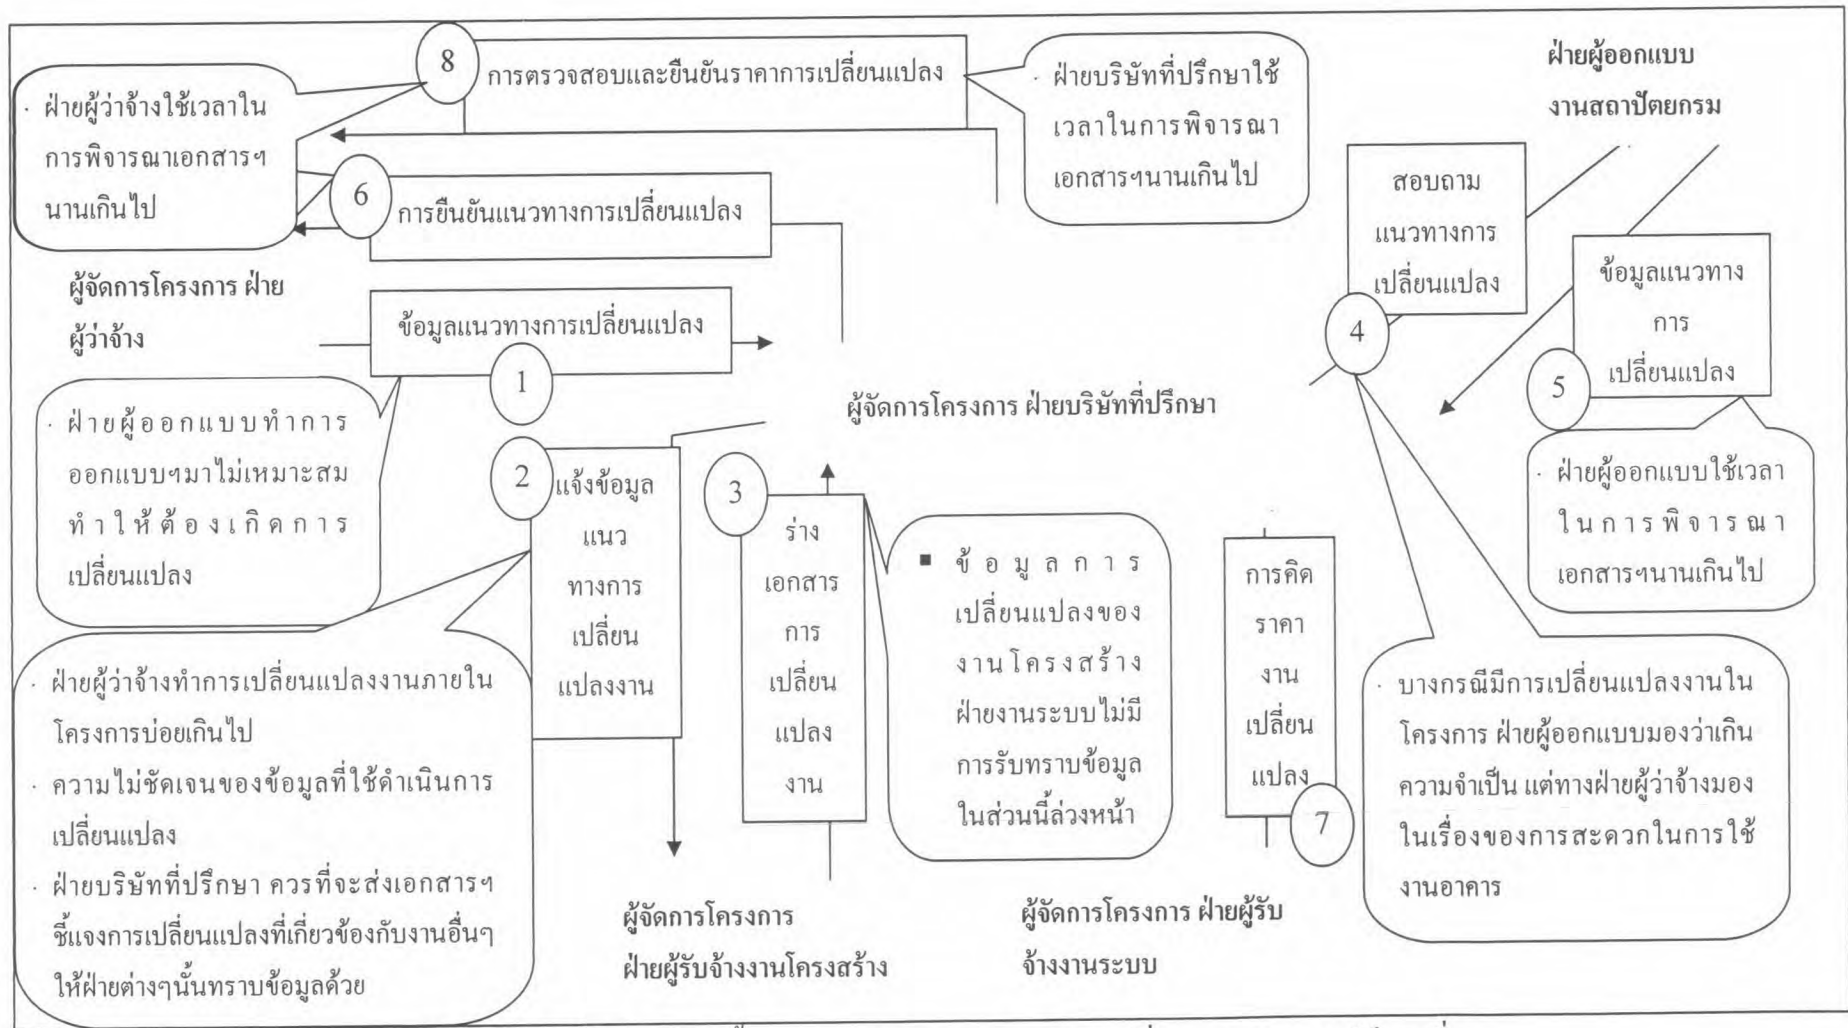 8
การตรวจสอบและยืนยันราคาการเปลี่ยนแปลง
· ฝ่ายผู้ว่าจ้างใช้เวลาใน
การพิจารณาเอกสารฯ
นานเกินไป
· ฝ่ายบริษัทที่ปรึกษาใช้
เวลาในการพิจารณา
เอกสารฯนานเกินไป
ฝ่ายผู้ออกแบบ
งานสถาปัตยกรรม
6
การยืนยันแนวทางการเปลี่ยนแปลง
สอบถาม
แนวทางการ
เปลี่ยนแปลง
4
ข้อมูลแนวทาง
การ
เปลี่ยนแปลง
5
ผู้จัดการโครงการ ฝ่าย
ผู้ว่าจ้าง
ข้อมูลแนวทางการเปลี่ยนแปลง
1
ผู้จัดการโครงการ ฝ่ายบริษัทที่ปรึกษา
· ฝ่ายผู้ออกแบบทำการ
ออกแบบฯมาไม่เหมาะสม
ทำให้ต้องเกิดการ
เปลี่ยนแปลง
2
แจ้งข้อมูล
แนว
ทางการ
เปลี่ยน
แปลงงาน
3
ร่าง
เอกสาร
การ
เปลี่ยน
แปลง
งาน
■ ข้อมูลการ
เปลี่ยนแปลงของ
งานโครงสร้าง
ฝ่ายงานระบบไม่มี
การรับทราบข้อมูล
ในส่วนนี้ล่วงหน้า
การคิด
ราคา
งาน
เปลี่ยน
แปลง
7
· ฝ่ายผู้ออกแบบใช้เวลา
ในการพิจารณา
เอกสารฯนานเกินไป
· บางกรณีมีการเปลี่ยนแปลงงานใน
โครงการ ฝ่ายผู้ออกแบบมองว่าเกิน
ความจำเป็น แต่ทางฝ่ายผู้ว่าจ้างมอง
ในเรื่องของการสะดวกในการใช้
งานอาคาร
· ฝ่ายผู้ว่าจ้างทำการเปลี่ยนแปลงงานภายใน
โครงการบ่อยเกินไป
· ความไม่ชัดเจนของข้อมูลที่ใช้ดำเนินการ
เปลี่ยนแปลง
· ฝ่ายบริษัทที่ปรึกษา ควรที่จะส่งเอกสารฯ
ชี้แจงการเปลี่ยนแปลงที่เกี่ยวข้องกับงานอื่นๆ
ให้ฝ่ายต่างๆนั้นทราบข้อมูลด้วย
ผู้จัดการโครงการ
ฝ่ายผู้รับจ้างงานโครงสร้าง
ผู้จัดการโครงการ ฝ่ายผู้รับ
จ้างงานระบบ